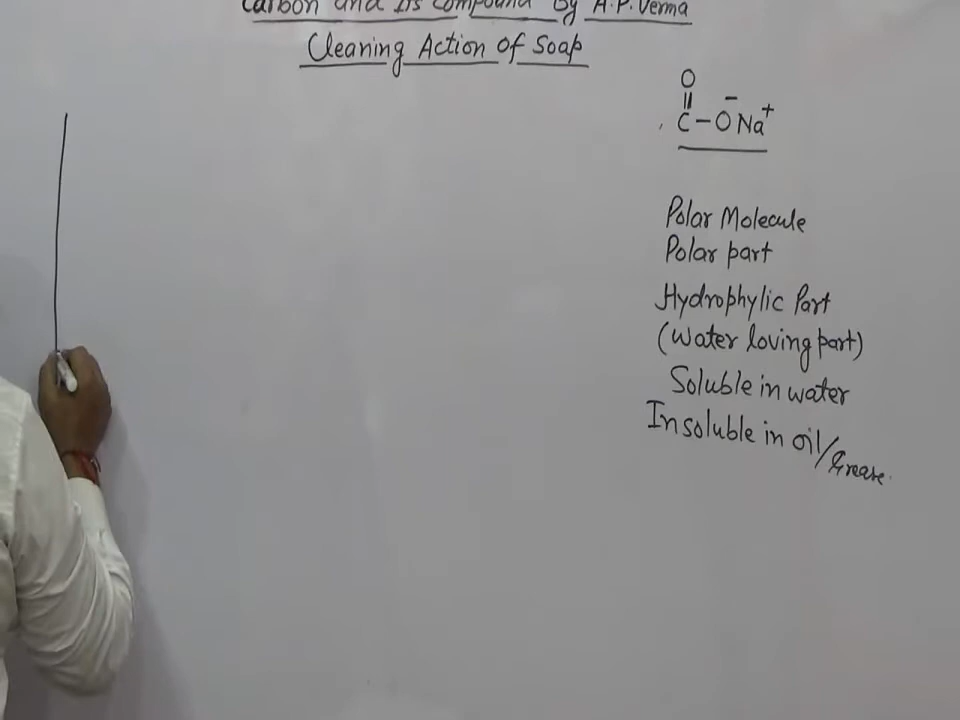 Carbon and Its Compound By A.P. Verma
Cleaning Action of Soap
O
||
C – O⁻ Na⁺
Polar Molecule
Polar part
Hydrophylic Part
(Water loving part)
Soluble in water
Insoluble in oil/Grease.